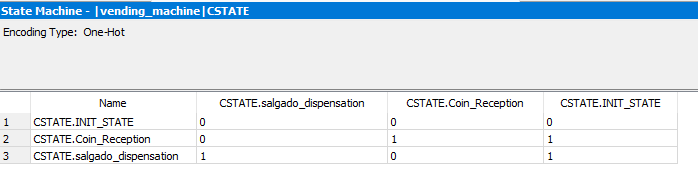 State Machine - |vending_machine|CSTATE
Encoding Type: One-Hot
Name CSTATE.salgado_dispensation CSTATE.Coin_Reception CSTATE.INIT_STATE
1 CSTATE.INIT_STATE 0 0 0
2 CSTATE.Coin_Reception 0 1 1
3 CSTATE.salgado_dispensation 1 0 1